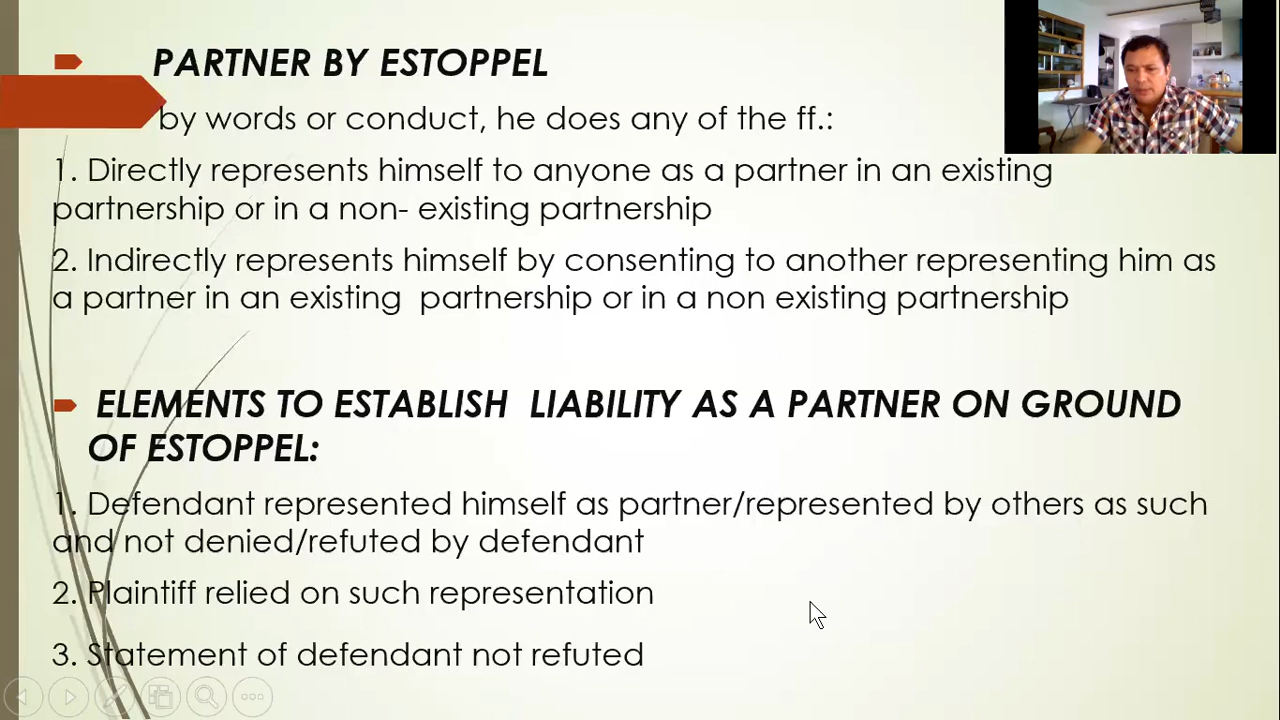 PARTNER BY ESTOPPEL
by words or conduct, he does any of the ff.:
1. Directly represents himself to anyone as a partner in an existing
partnership or in a non- existing partnership
2. Indirectly represents himself by consenting to another representing him as
a partner in an existing partnership or in a non existing partnership
ELEMENTS TO ESTABLISH LIABILITY AS A PARTNER ON GROUND
OF ESTOPPEL:
1. Defendant represented himself as partner/represented by others as such
and not denied/refuted by defendant
2. Plaintiff relied on such representation
3. Statement of defendant not refuted